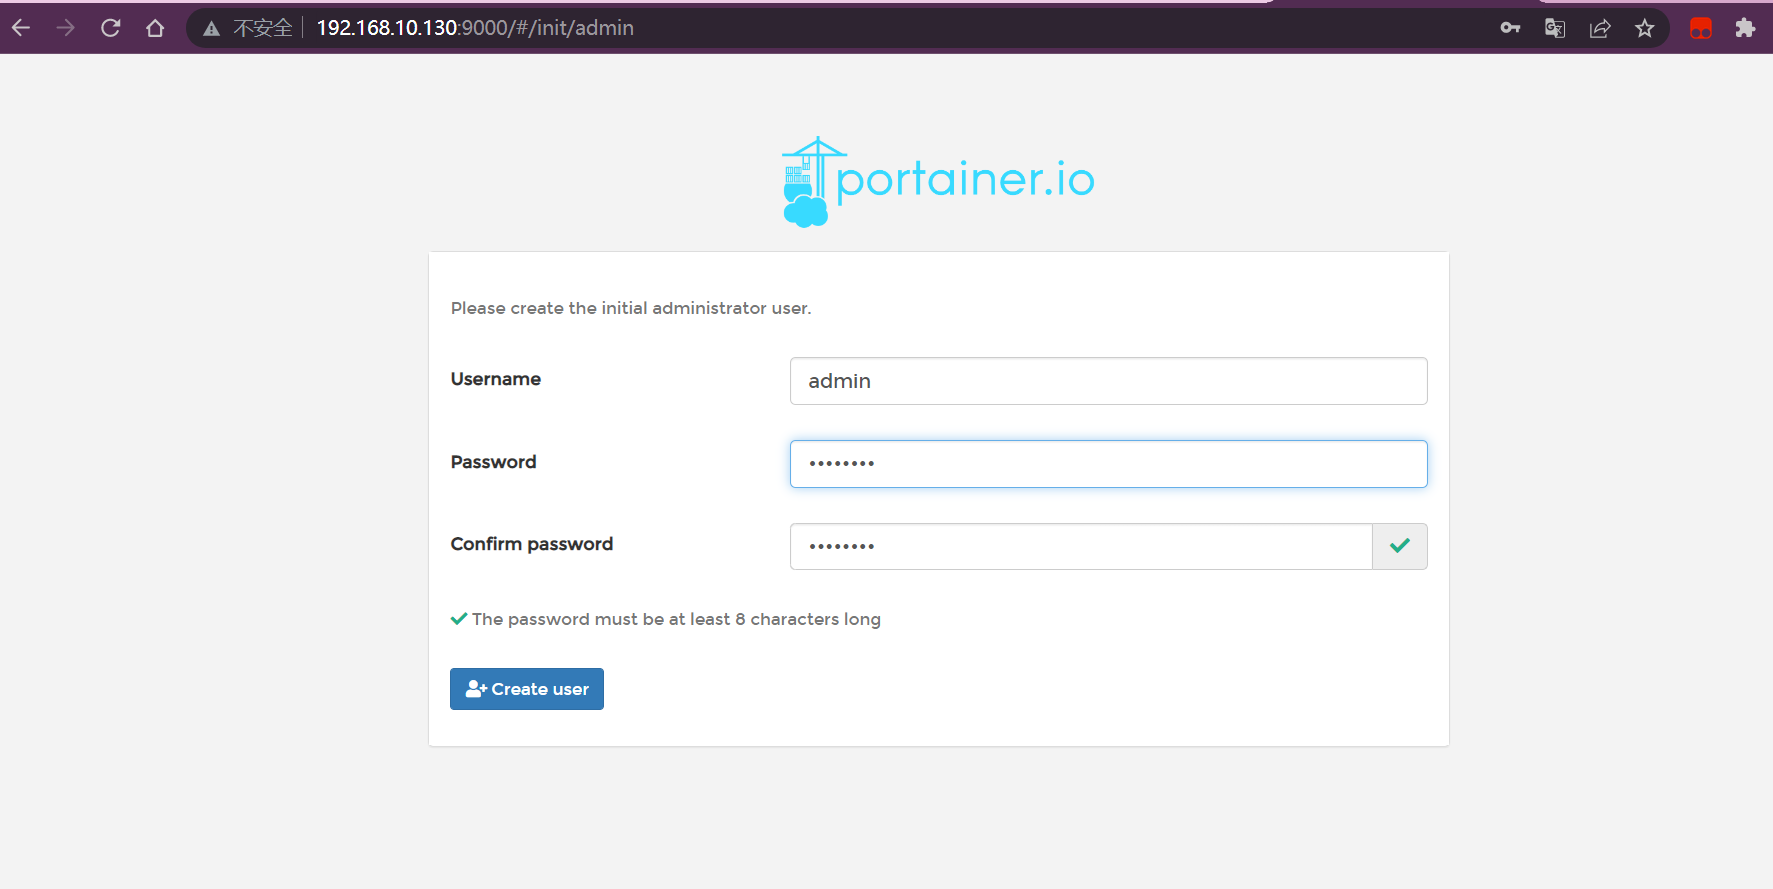 不安全 192.168.10.130:9000/#/init/admin
portainer.io
Please create the initial administrator user.
Username
admin
Password
••••••••
Confirm password
••••••••
The password must be at least 8 characters long
Create user